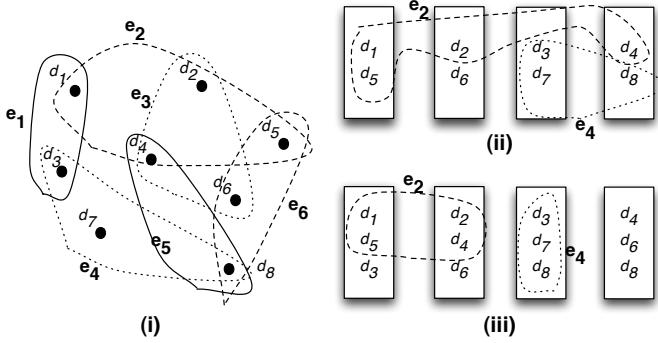 e2
d1
d2
e3
e1
d5
d4
d3
d6
e6
d7
e5
e4
d8
(i)
e2
d1 d2 d3 d4
d5 d6 d7 d8
e4
(ii)
e2
d1 d2 d3 d4
d5 d4 d7 d6
d3 d6 d8 d8
e4
(iii)